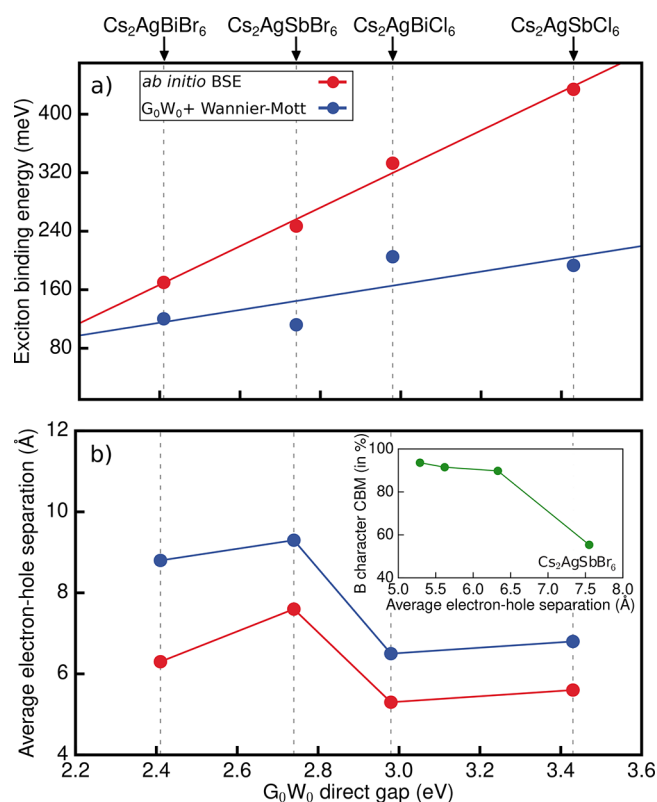 Cs₂AgBiBr₆ Cs₂AgSbBr₆ Cs₂AgBiCl₆ Cs₂AgSbCl₆
a)
ab initio BSE
G₀W₀+ Wannier-Mott
Exciton binding energy (meV)
400
320
240
160
80
b)
Average electron-hole separation (Å)
12
10
8
6
4
2.2 2.4 2.6 2.8 3.0 3.2 3.4 3.6
G₀W₀ direct gap (eV)
B character CBM (in %)
100
80
60
40
Cs₂AgSbBr₆
5.0 5.5 6.0 6.5 7.0 7.5 8.0
Average electron-hole separation (Å)